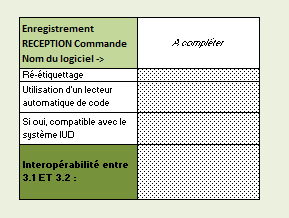 Enregistrement
RECEPTION Commande
Nom du logiciel ->
A compléter
Ré-étiquettage
Utilisation d'un lecteur
automatique de code
Si oui, compatible avec le
système IUD
Interopérabilité entre
3.1 ET 3.2 :